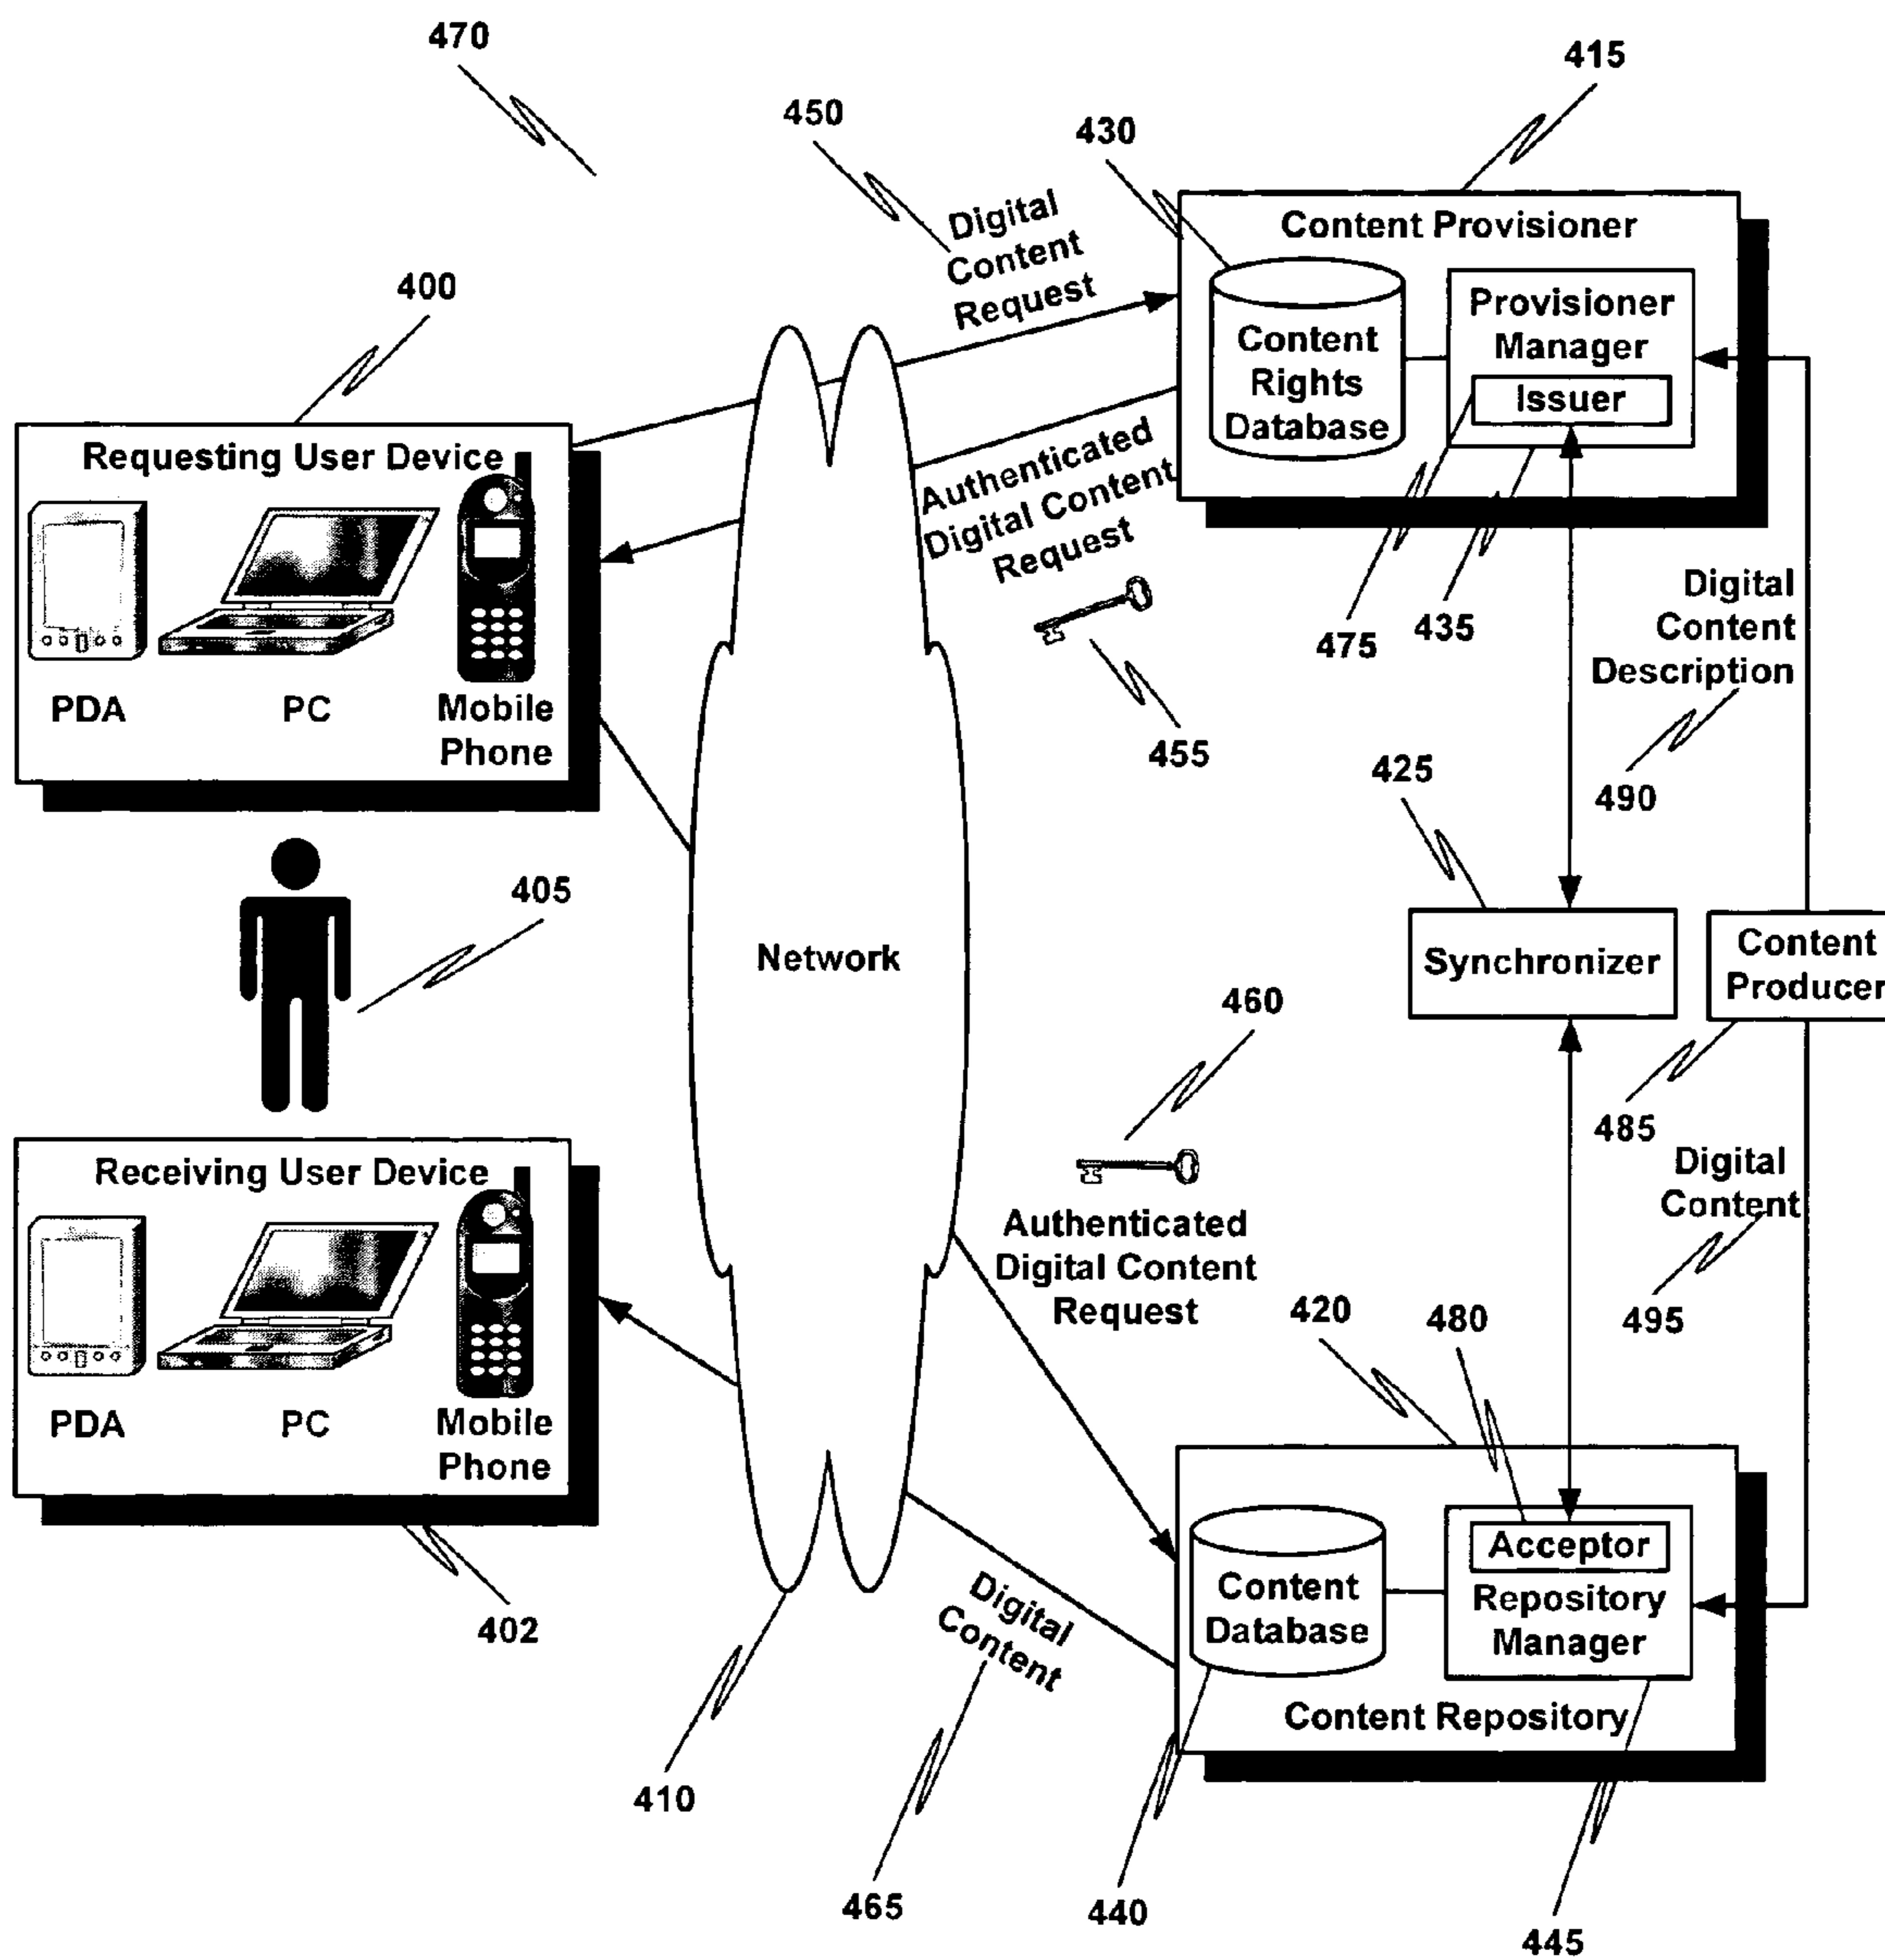 470
415
450
430
Digital
Content
Request
Content Provisioner
400
Provisioner
Manager
Issuer
Content
Rights
Database
Requesting User Device
PDA
PC
Mobile
Phone
Authenticated
Digital Content
Request
455
475
435
Digital
Content
Description
490
425
405
Network
Synchronizer
Content
Producer
460
485
Authenticated
Digital Content
Request
Digital
Content
495
Receiving User Device
PDA
PC
Mobile
Phone
402
420
480
Acceptor
Repository
Manager
Content
Database
Content Repository
Digital
Content
410
465
440
445